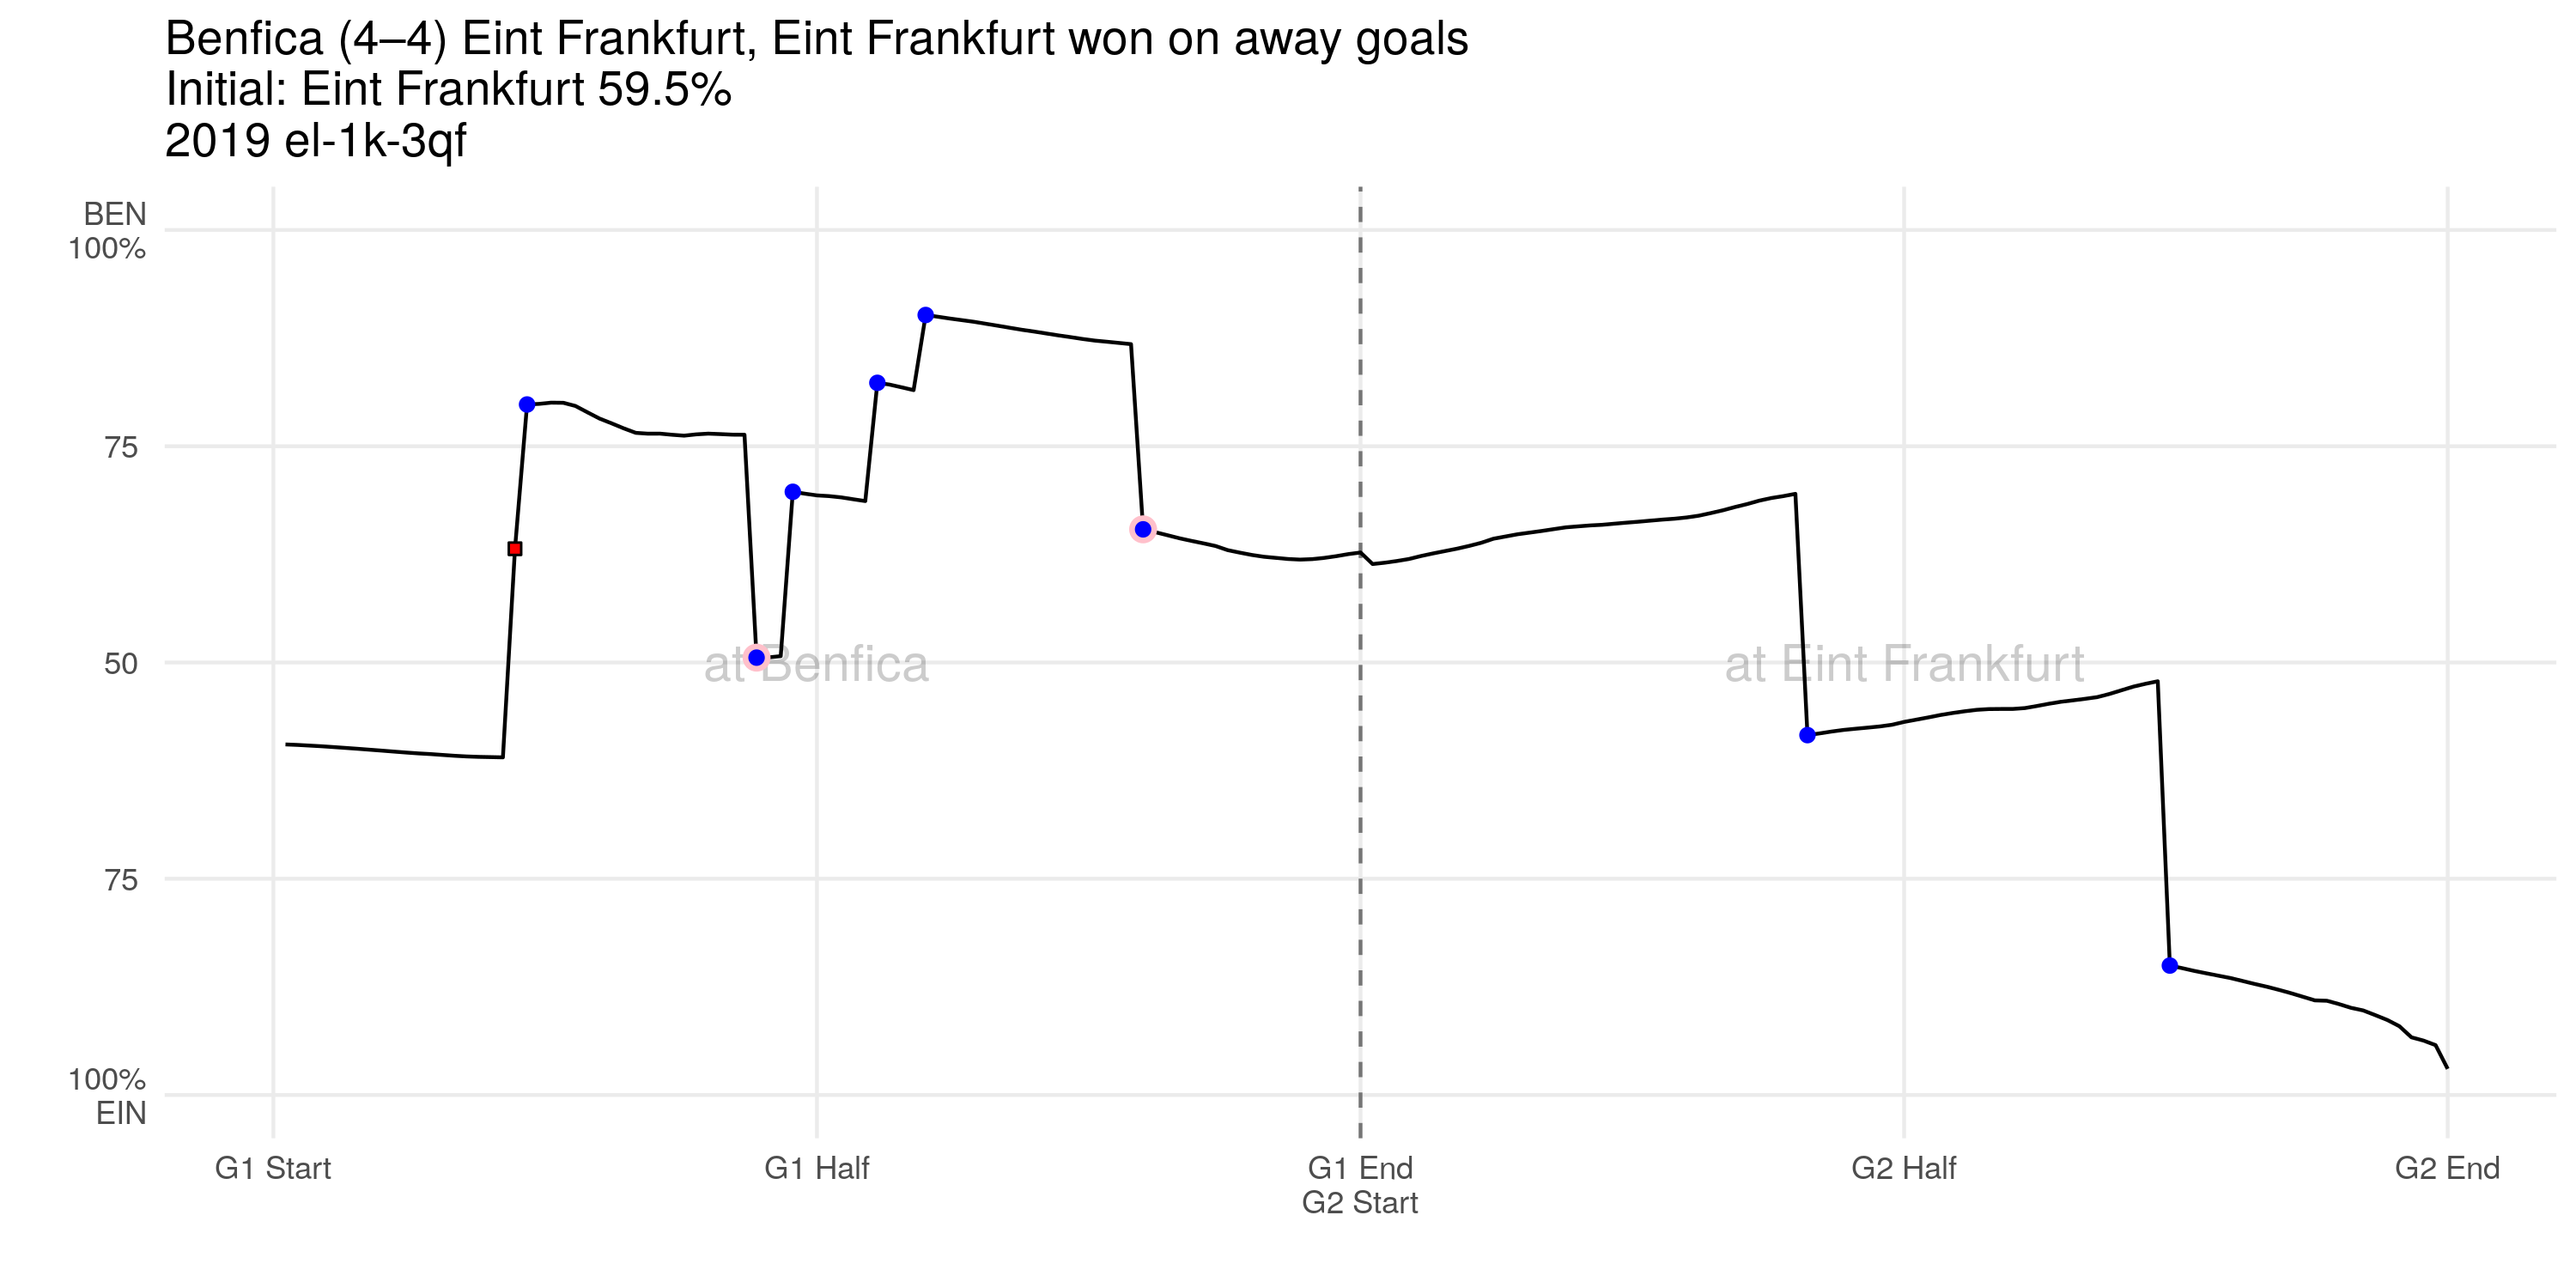 Benfica (4–4) Eint Frankfurt, Eint Frankfurt won on away goals
Initial: Eint Frankfurt 59.5%
2019 el-1k-3qf
BEN
100%
75
50
75
100%
EIN
at Benfica
at Eint Frankfurt
G1 Start
G1 Half
G1 End
G2 Start
G2 Half
G2 End